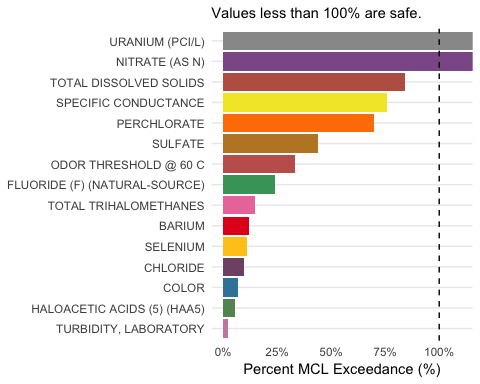 Values less than 100% are safe.
URANIUM (PCI/L)
NITRATE (AS N)
TOTAL DISSOLVED SOLIDS
SPECIFIC CONDUCTANCE
PERCHLORATE
SULFATE
ODOR THRESHOLD @ 60 C
FLUORIDE (F) (NATURAL-SOURCE)
TOTAL TRIHALOMETHANES
BARIUM
SELENIUM
CHLORIDE
COLOR
HALOACETIC ACIDS (5) (HAA5)
TURBIDITY, LABORATORY
0% 25% 50% 75% 100%
Percent MCL Exceedance (%)